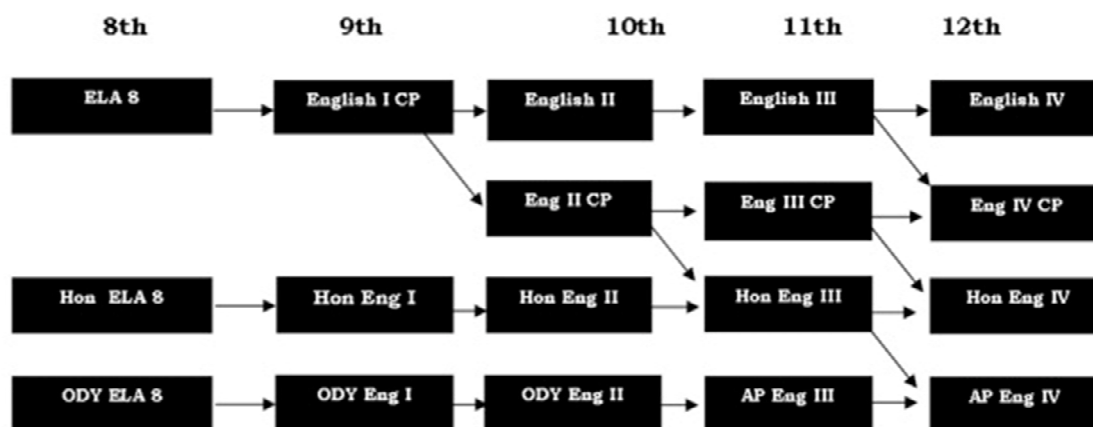 8th 9th 10th 11th 12th
ELA 8 English I CP English II English III English IV
Eng II CP Eng III CP Eng IV CP
Hon ELA 8 Hon Eng I Hon Eng II Hon Eng III Hon Eng IV
ODY ELA 8 ODY Eng I ODY Eng II AP Eng III AP Eng IV